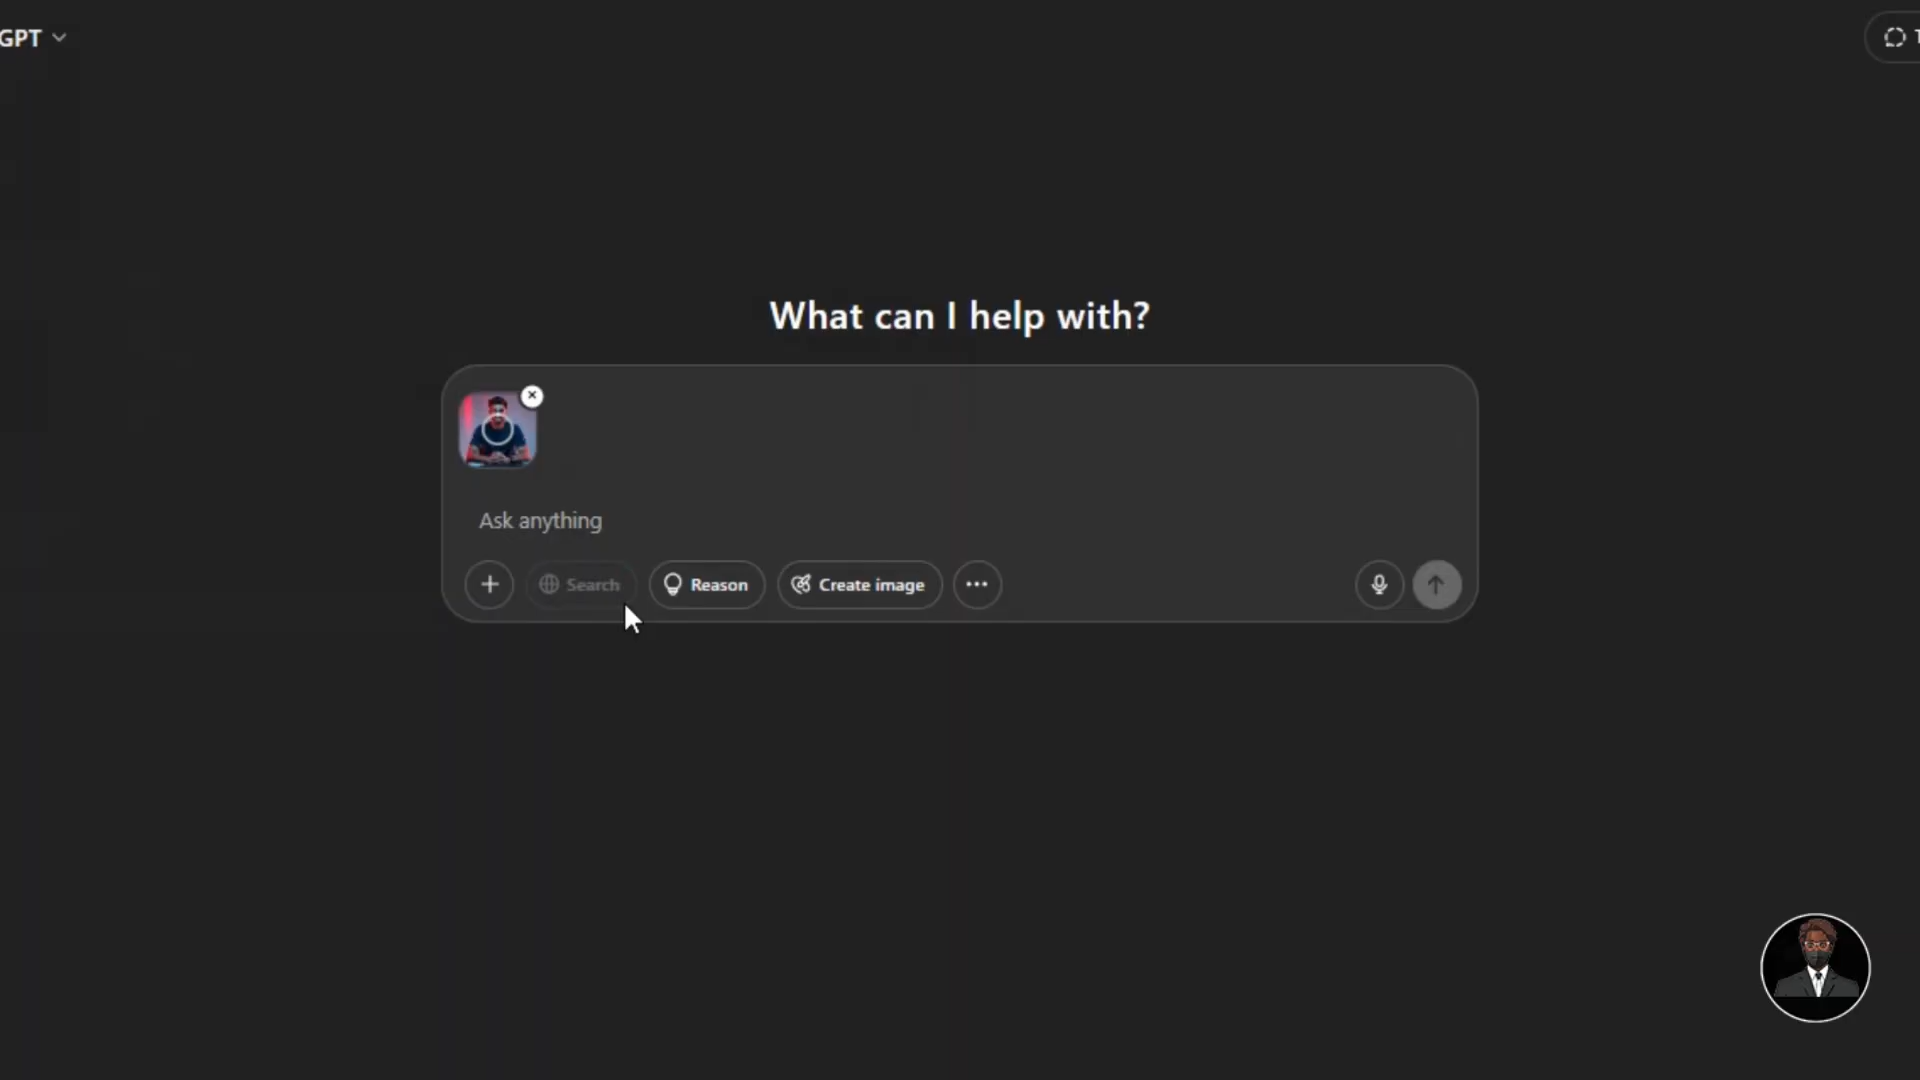 GPT
What can I help with?
Ask anything
Search
Reason
Create image